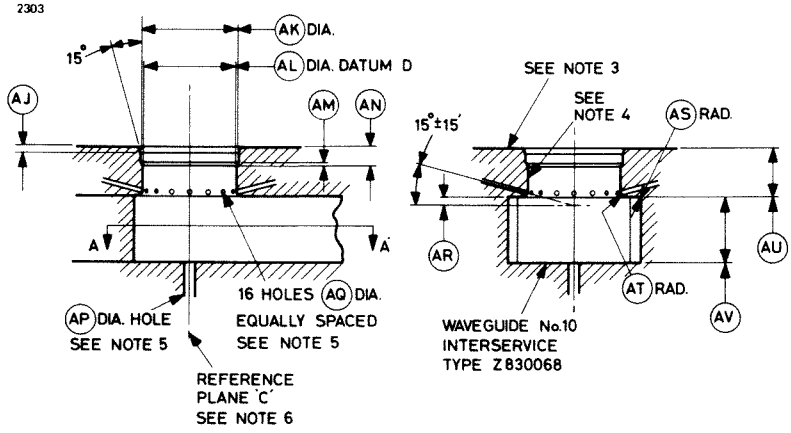 2303
AK DIA.
15°
AL DIA. DATUM D
AJ
AM
AN
SEE NOTE 3
SEE
NOTE 4
AS RAD.
15°±15′
A
A'
AR
AU
AP DIA. HOLE
SEE NOTE 5
16 HOLES AQ DIA.
EQUALLY SPACED
SEE NOTE 5
AT RAD.
AV
WAVEGUIDE No.10
INTERSERVICE
TYPE Z830068
REFERENCE
PLANE 'C'
SEE NOTE 6